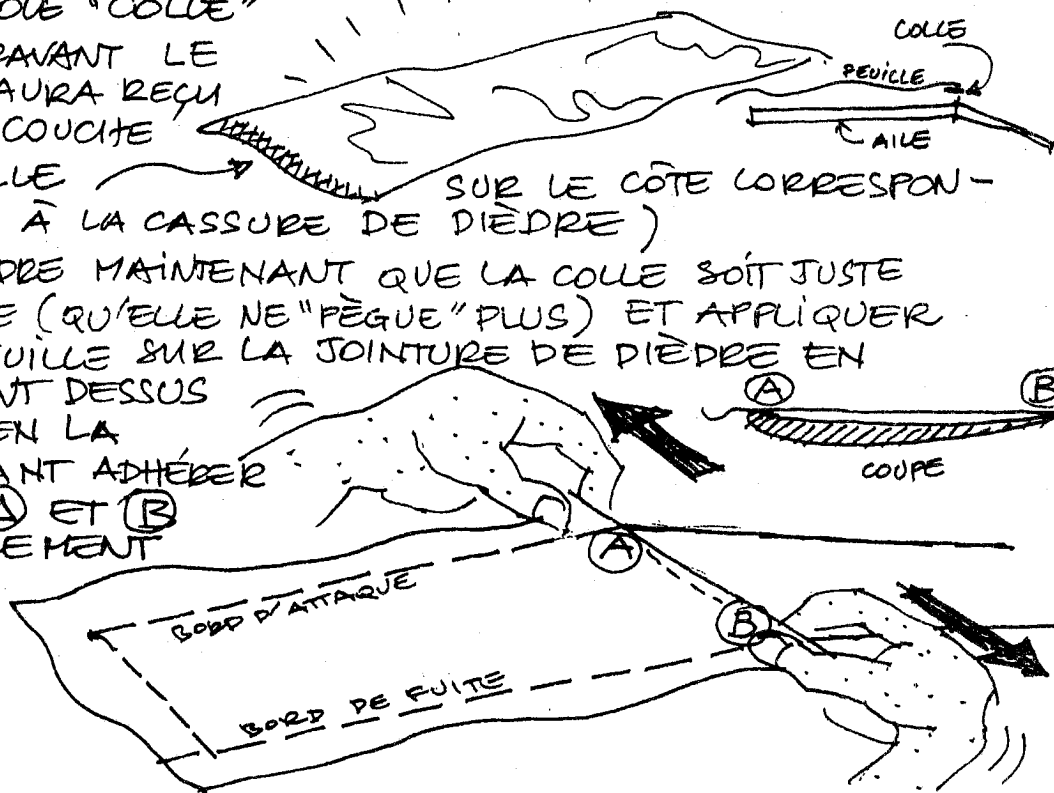 OLE "COLLE"
RAVANT LE
AURA REÇU
COUCHE
LLE
SUR LE CÔTE CORRESPON-
À LA CASSURE DE DIÈDRE)
DRE MAINTENANT QUE LA COLLE SOIT JUSTE
E (QU'ELLE NE "PÈGUE" PLUS) ET APPLIQUER
UILLE SUR LA JOINTURE DE DIÈDRE EN
NT DESSUS
EN LA
ANT ADHÉRER
A ET B
EMENT
COLLE
FEUILLE
AILE
A B
COUPE
A
B
BORD D'ATTAQUE
BORD DE FUITE